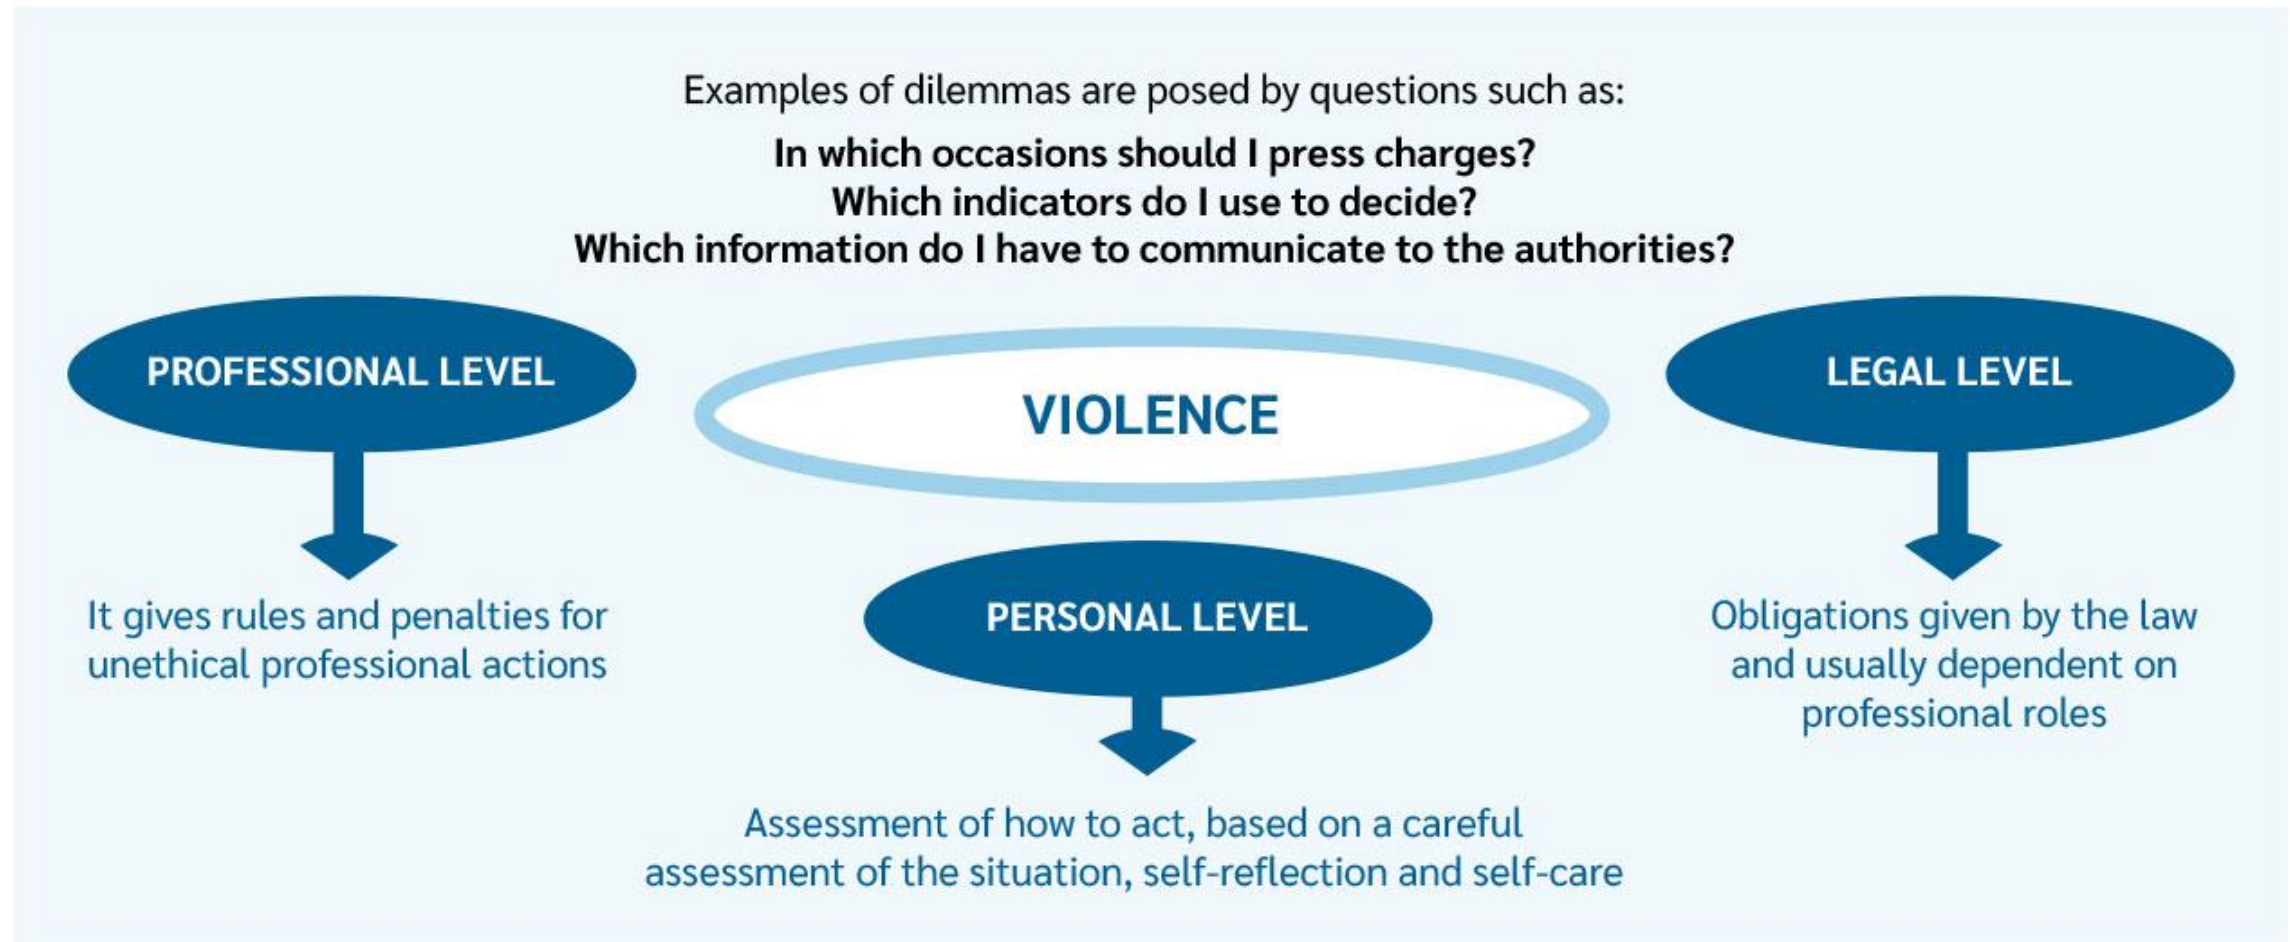 Examples of dilemmas are posed by questions such as:
In which occasions should I press charges?
Which indicators do I use to decide?
Which information do I have to communicate to the authorities?
PROFESSIONAL LEVEL
VIOLENCE
LEGAL LEVEL
It gives rules and penalties for
unethical professional actions
PERSONAL LEVEL
Obligations given by the law
and usually dependent on
professional roles
Assessment of how to act, based on a careful
assessment of the situation, self-reflection and self-care